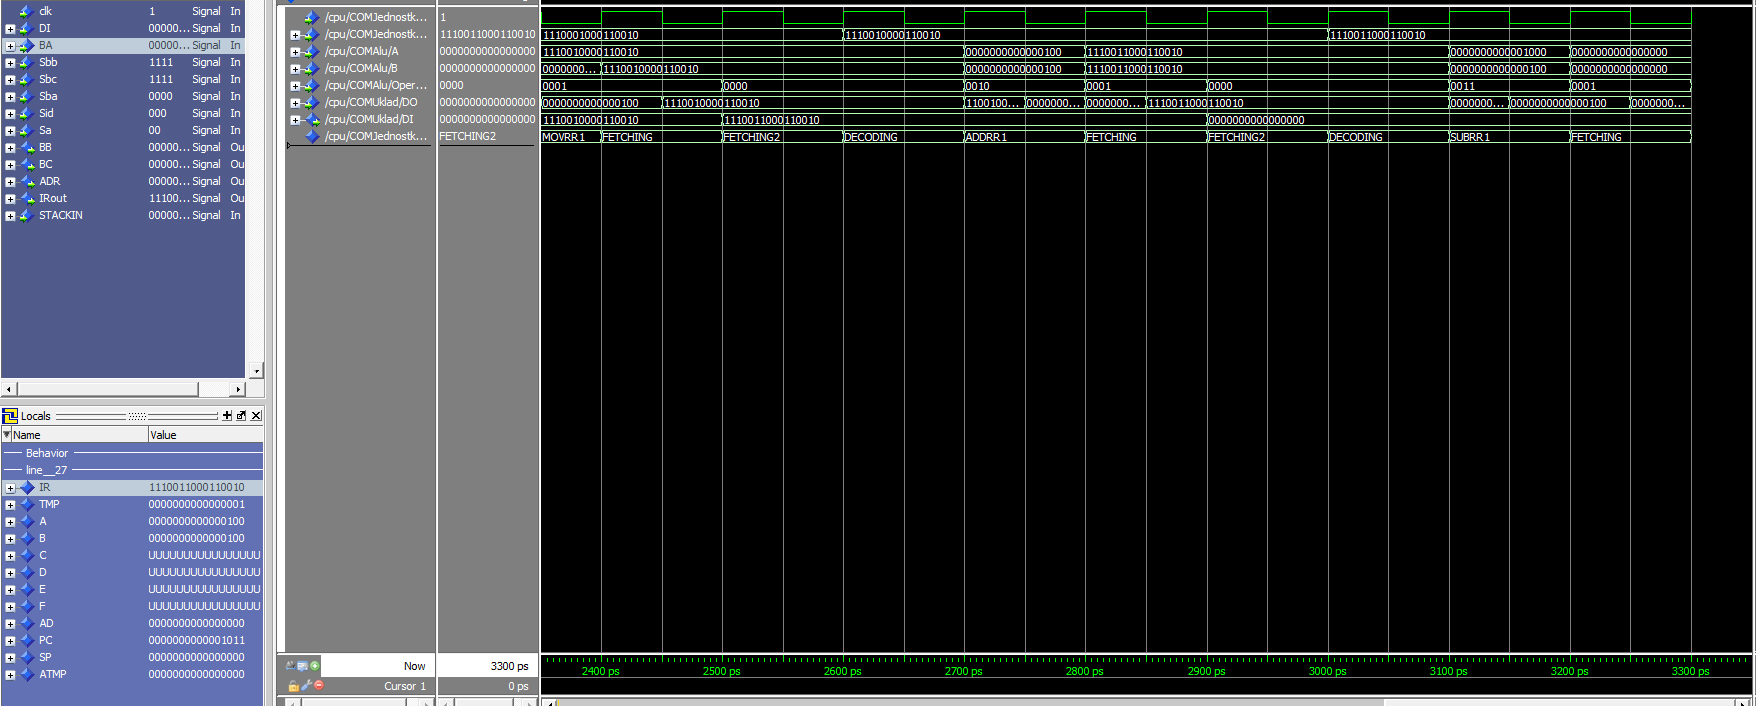 clk 1 Signal In
DI 00000... Signal In
BA 00000... Signal In
Sbb 1111 Signal In
Sbc 1111 Signal In
Sba 0000 Signal In
Sid 000 Signal In
Sa 00 Signal In
BB 00000... Signal Ou
BC 00000... Signal Ou
ADR 00000... Signal Ou
IRout 11100... Signal Ou
STACKIN 00000... Signal In
Locals
Name Value
Behavior
line__27
IR 1110011000110010
TMP 0000000000000001
A 0000000000000100
B 0000000000000100
C UUUUUUUUUUUUUUUU
D UUUUUUUUUUUUUUUU
E UUUUUUUUUUUUUUUU
F UUUUUUUUUUUUUUUU
AD 0000000000000000
PC 0000000000001011
SP 0000000000000000
ATMP 0000000000000000
/cpu/COMJednostk... 1
/cpu/COMJednostk... 1110011000110010 1110001000110010 1110010000110010 1110011000110010
/cpu/COMAlu/A 0000000000000000 1110010000110010 0000000000000100 1110011000110010 0000000000001000 0000000000000000
/cpu/COMAlu/B 0000000000000000 0000000... 1110010000110010 0000000000000100 1110011000110010 0000000000000100 0000000000000000
/cpu/COMAlu/Oper... 0000 0001 0000 0010 0001 0000 0011 0001
/cpu/COMUklad/DO 0000000000000000 0000000000000100 1110010000110010 1100100... 0000000... 0000000... 1110011000110010 0000000... 0000000000000100 0000000...
/cpu/COMUklad/DI 0000000000000000 1110010000110010 1110011000110010 0000000000000000
/cpu/COMJednostk... FETCHING2 MOVRR1 FETCHING FETCHING2 DECODING ADDRR1 FETCHING FETCHING2 DECODING SUBRR1 FETCHING
Now 3300 ps
2400 ps 2500 ps 2600 ps 2700 ps 2800 ps 2900 ps 3000 ps 3100 ps 3200 ps 3300 ps
Cursor 1 0 ps